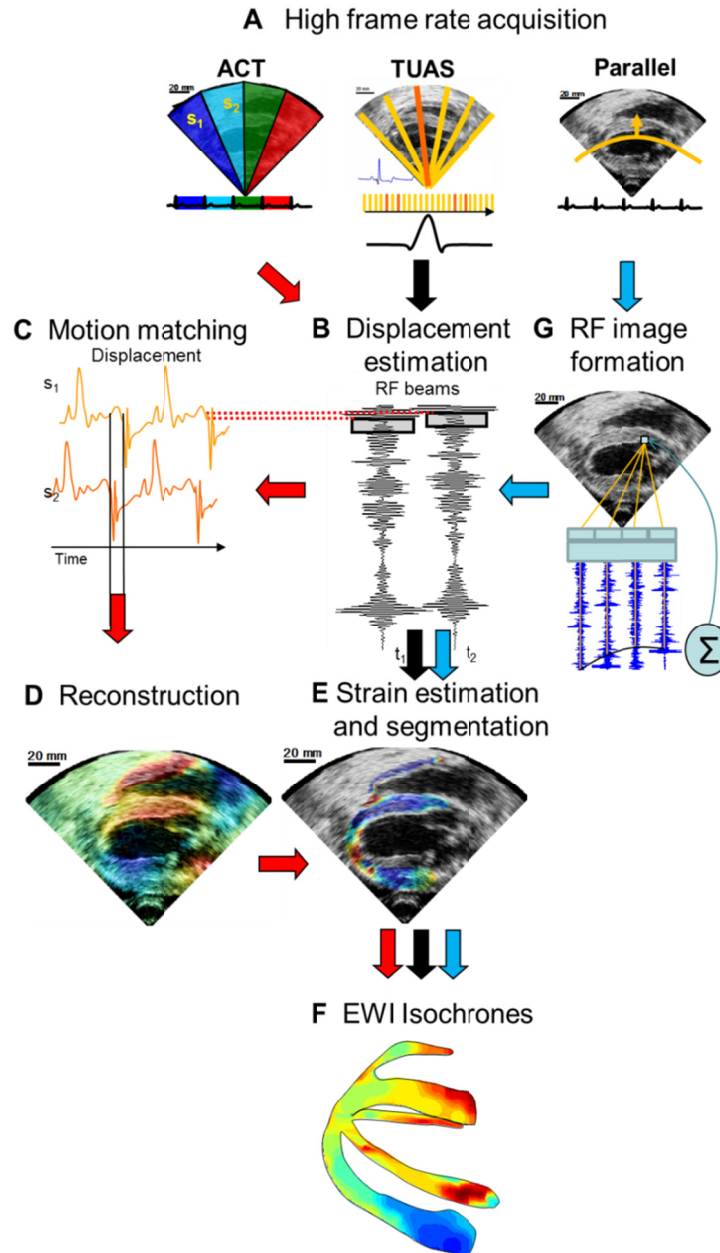 A High frame rate acquisition
ACT
TUAS
Parallel
20 mm
20 mm
20 mm
s1
s2
C Motion matching
Displacement
s1
s2
Time
B Displacement
estimation
RF beams
t1
t2
G RF image
formation
20 mm
Σ
D Reconstruction
20 mm
E Strain estimation
and segmentation
20 mm
F EWI Isochrones